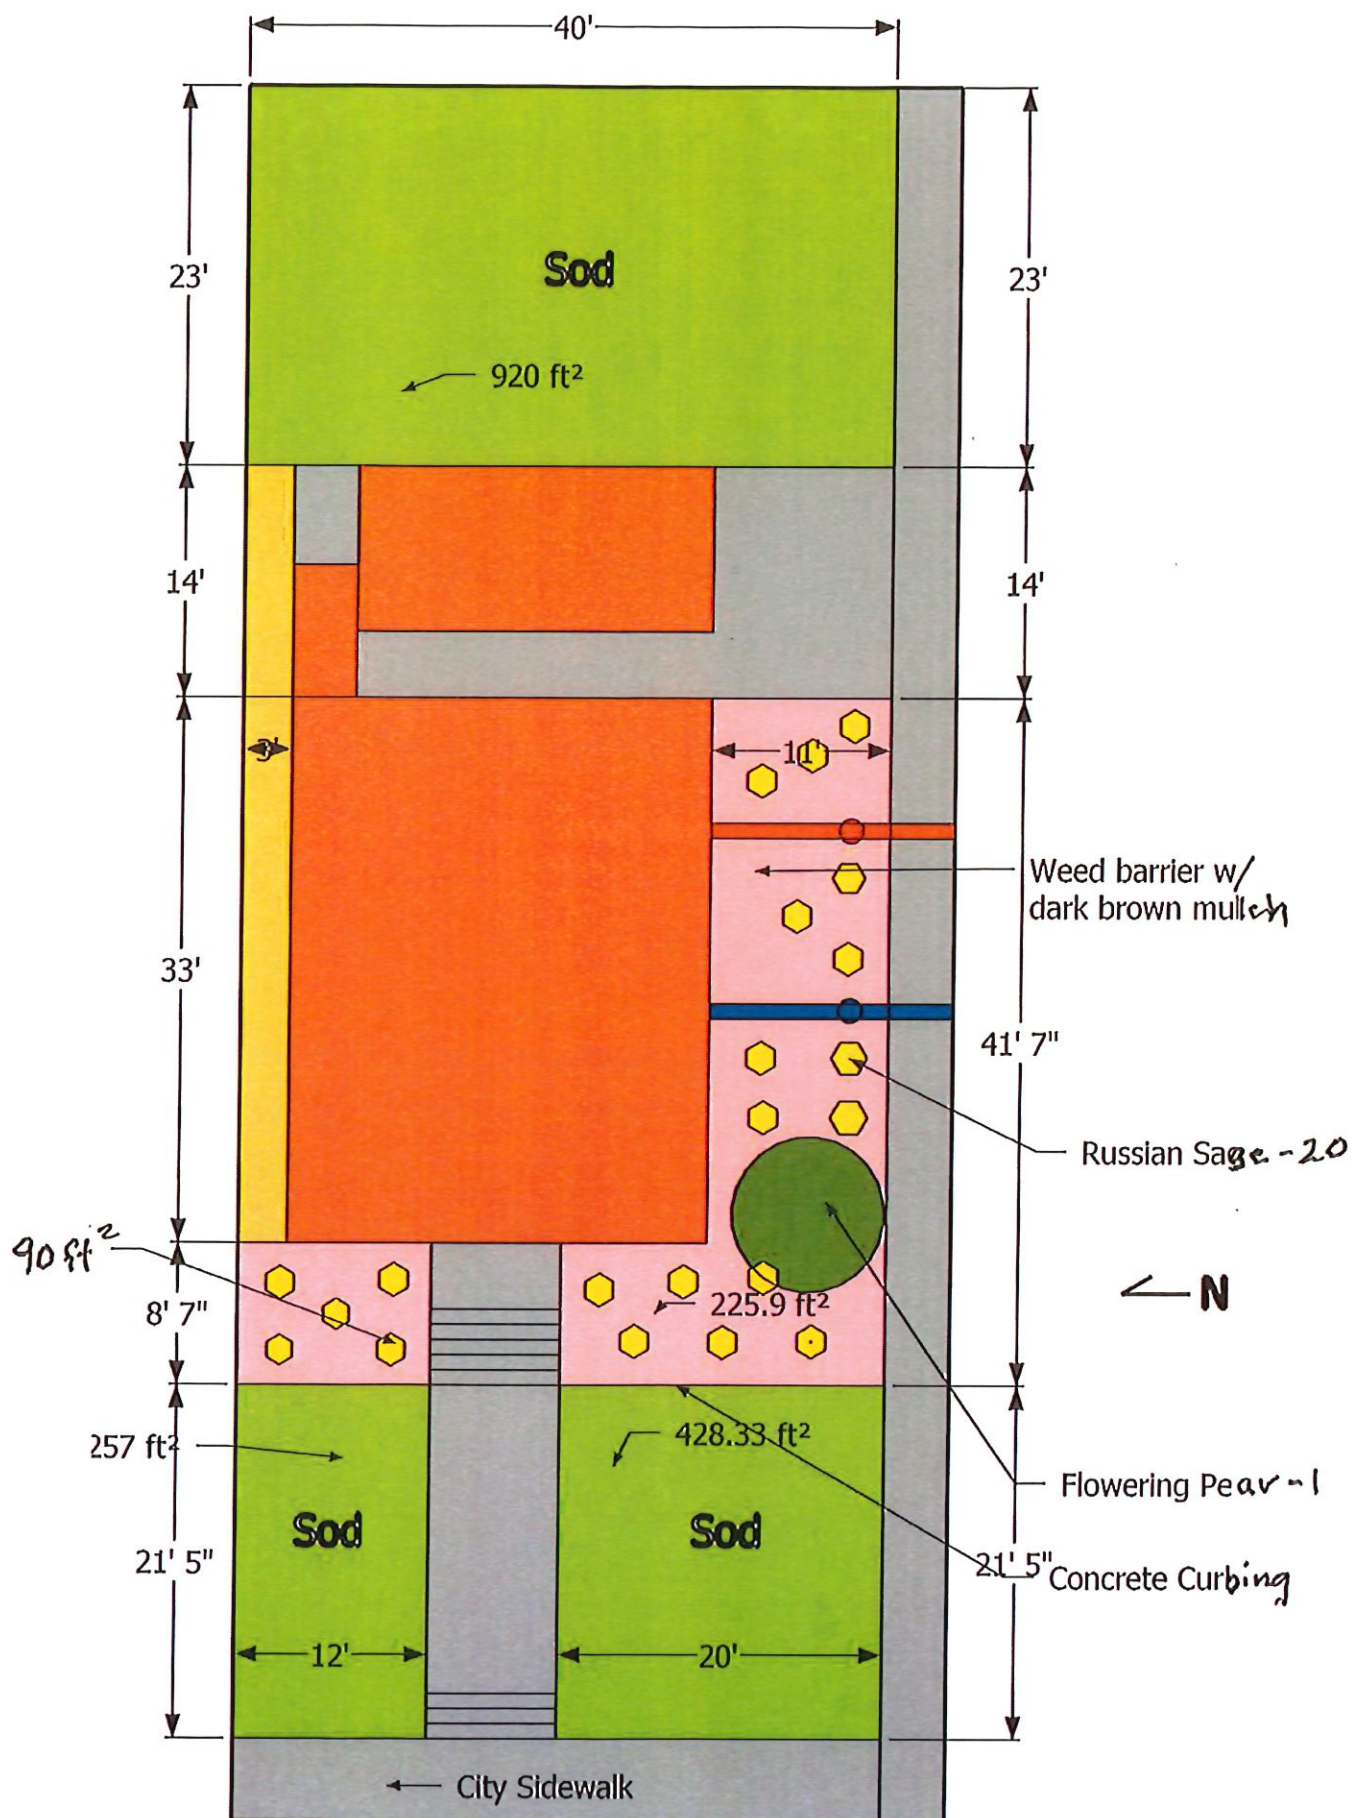 40'
23'
Sod
23'
920 ft²
14'
14'
3'
11'
Weed barrier w/
dark brown mulch
33'
41' 7"
Russian Sage - 20
90 ft²
N
8' 7"
225.9 ft²
257 ft²
428.33 ft²
Flowering Pear - 1
Sod
Sod
21' 5"
21' 5"
Concrete Curbing
12'
20'
City Sidewalk